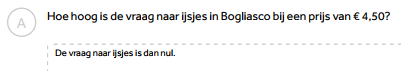 A
Hoe hoog is de vraag naar ijsjes in Bogliasco bij een prijs van € 4,50?
De vraag naar ijsjes is dan nul.